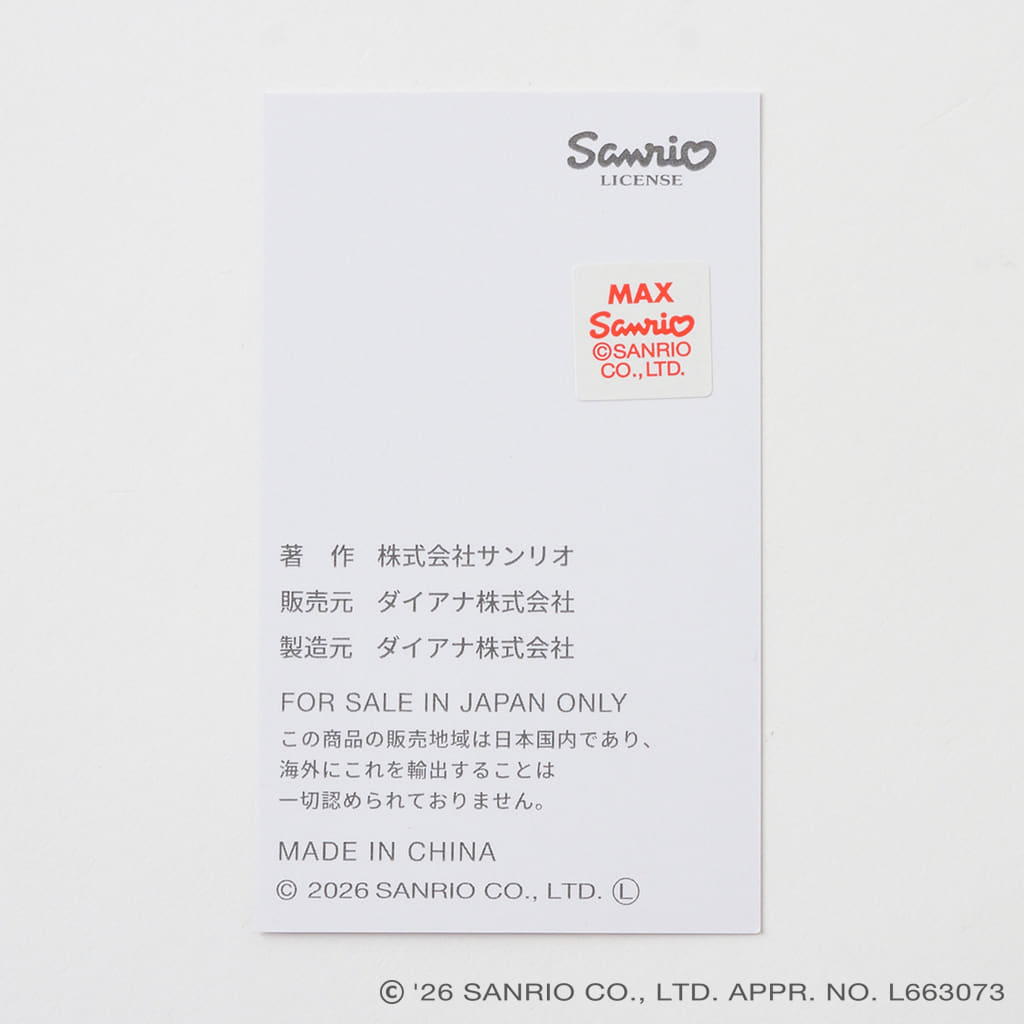 Sanrio
LICENSE
MAX
Sanrio
©SANRIO
CO.,LTD.
著　作　株式会社サンリオ
販売元　ダイアナ株式会社
製造元　ダイアナ株式会社
FOR SALE IN JAPAN ONLY
この商品の販売地域は日本国内であり、
海外にこれを輸出することは
一切認められておりません。
MADE IN CHINA
© 2026 SANRIO CO., LTD. Ⓛ
© '26 SANRIO CO., LTD. APPR. NO. L663073